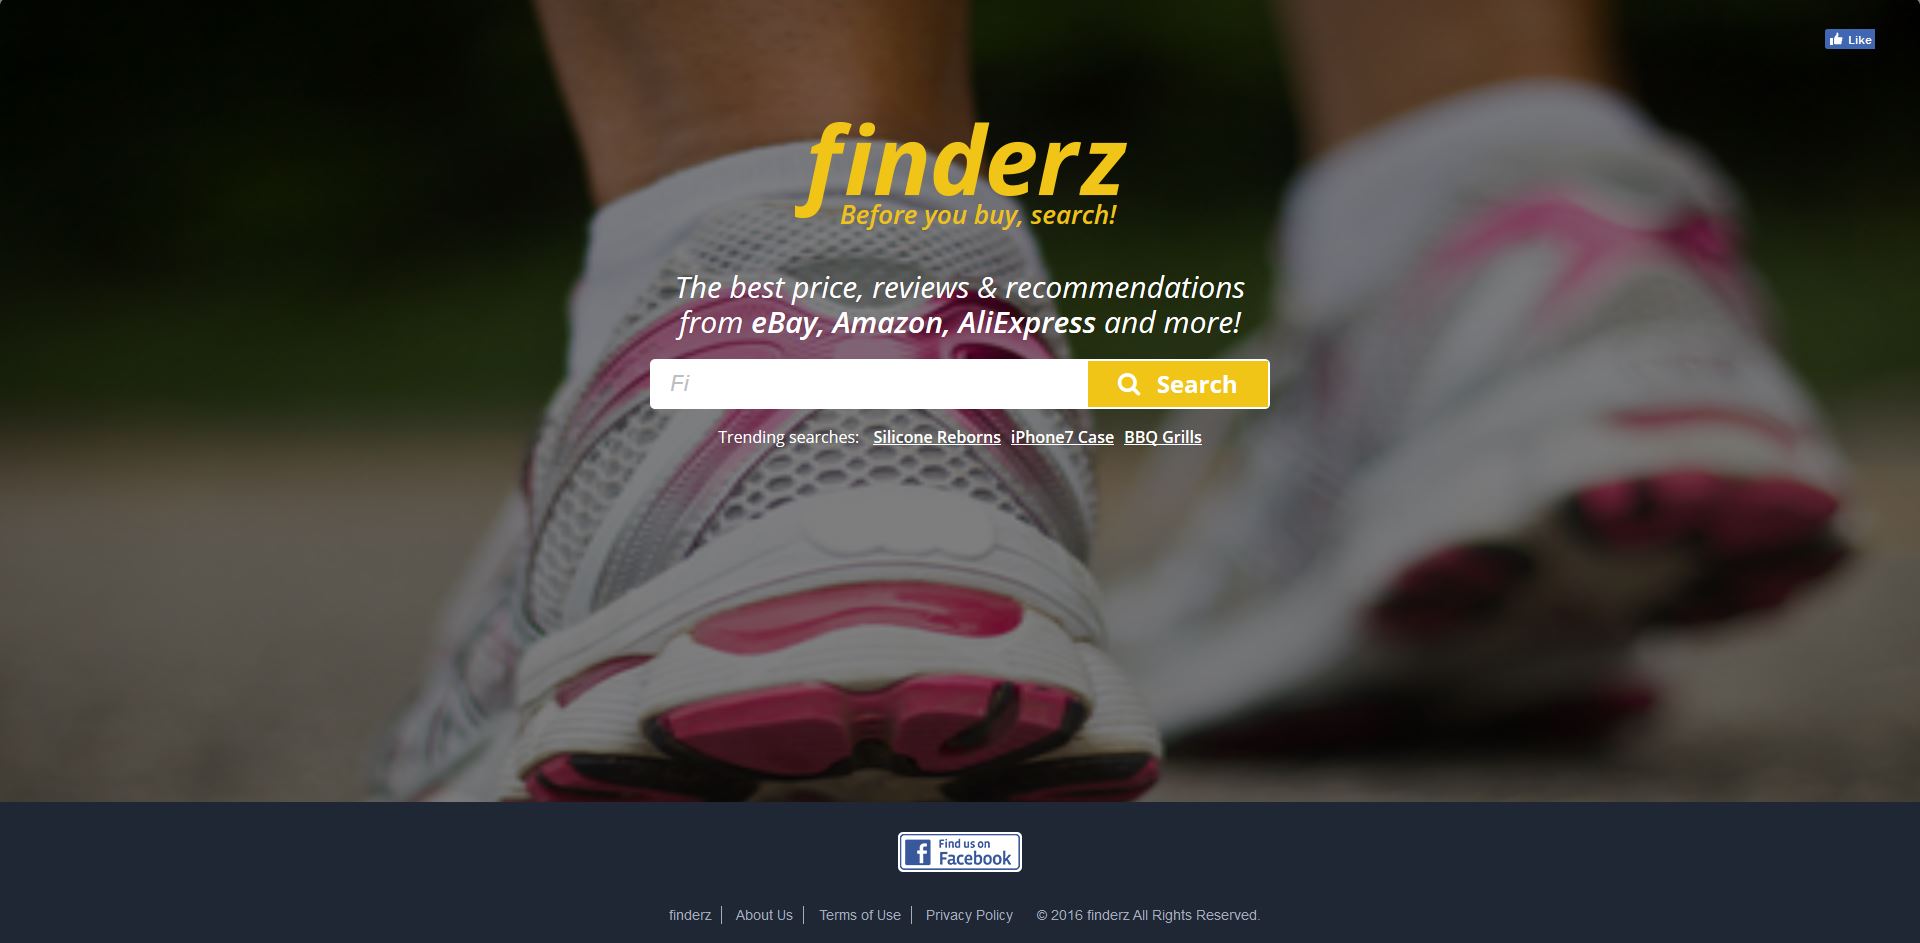 Like
finderz
Before you buy, search!
The best price, reviews & recommendations
from eBay, Amazon, AliExpress and more!
Fi
Search
Trending searches: Silicone Reborns iPhone7 Case BBQ Grills
Find us on
Facebook
finderz About Us Terms of Use Privacy Policy © 2016 finderz All Rights Reserved.